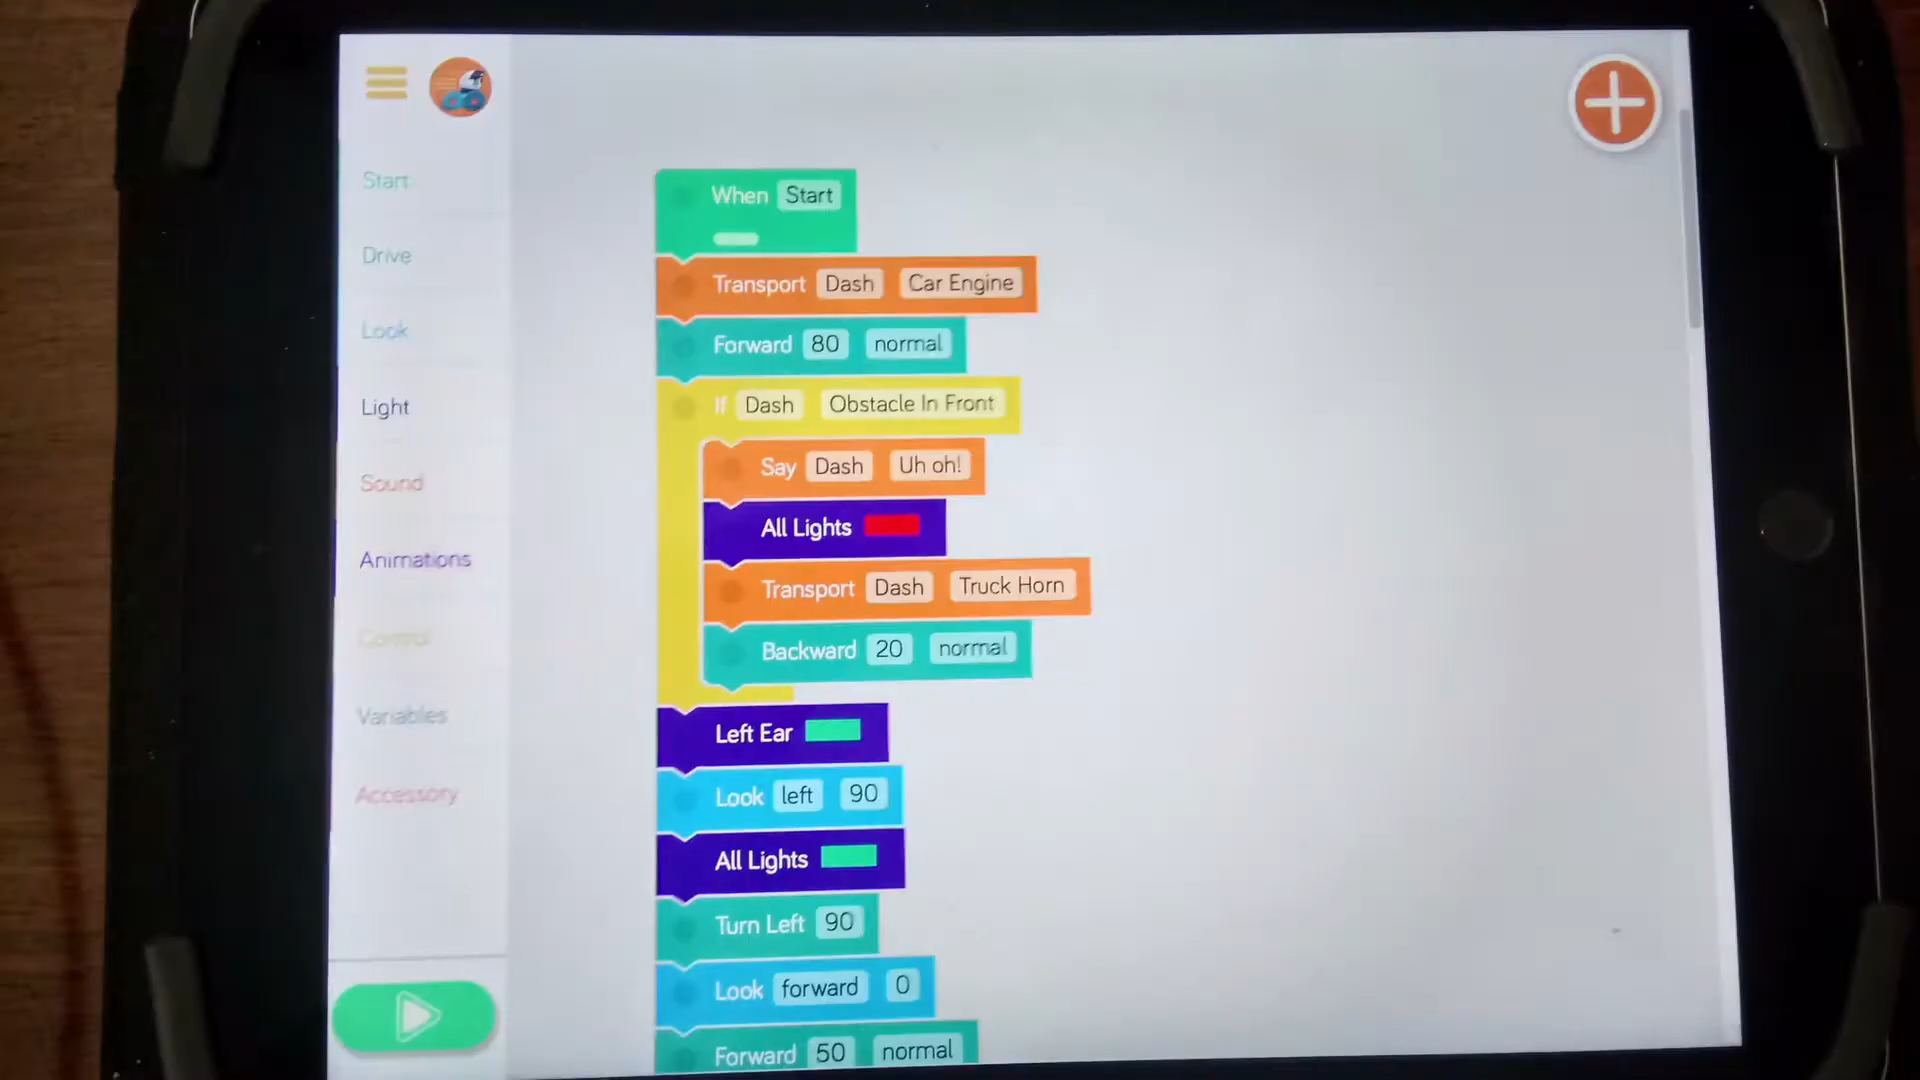 Start
Drive
Look
Light
Sound
Animations
Control
Variables
Accessory
When Start
Transport Dash Car Engine
Forward 80 normal
If Dash Obstacle In Front
Say Dash Uh oh!
All Lights
Transport Dash Truck Horn
Backward 20 normal
Left Ear
Look left 90
All Lights
Turn Left 90
Look forward 0
Forward 50 normal